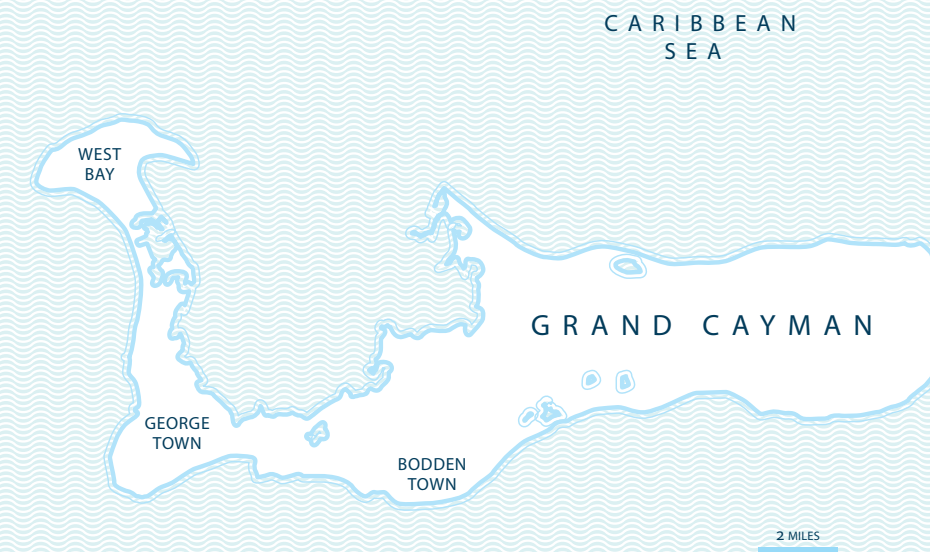 CARIBBEAN
SEA
WEST
BAY
GRAND CAYMAN
GEORGE
TOWN
BODDEN
TOWN
2 MILES